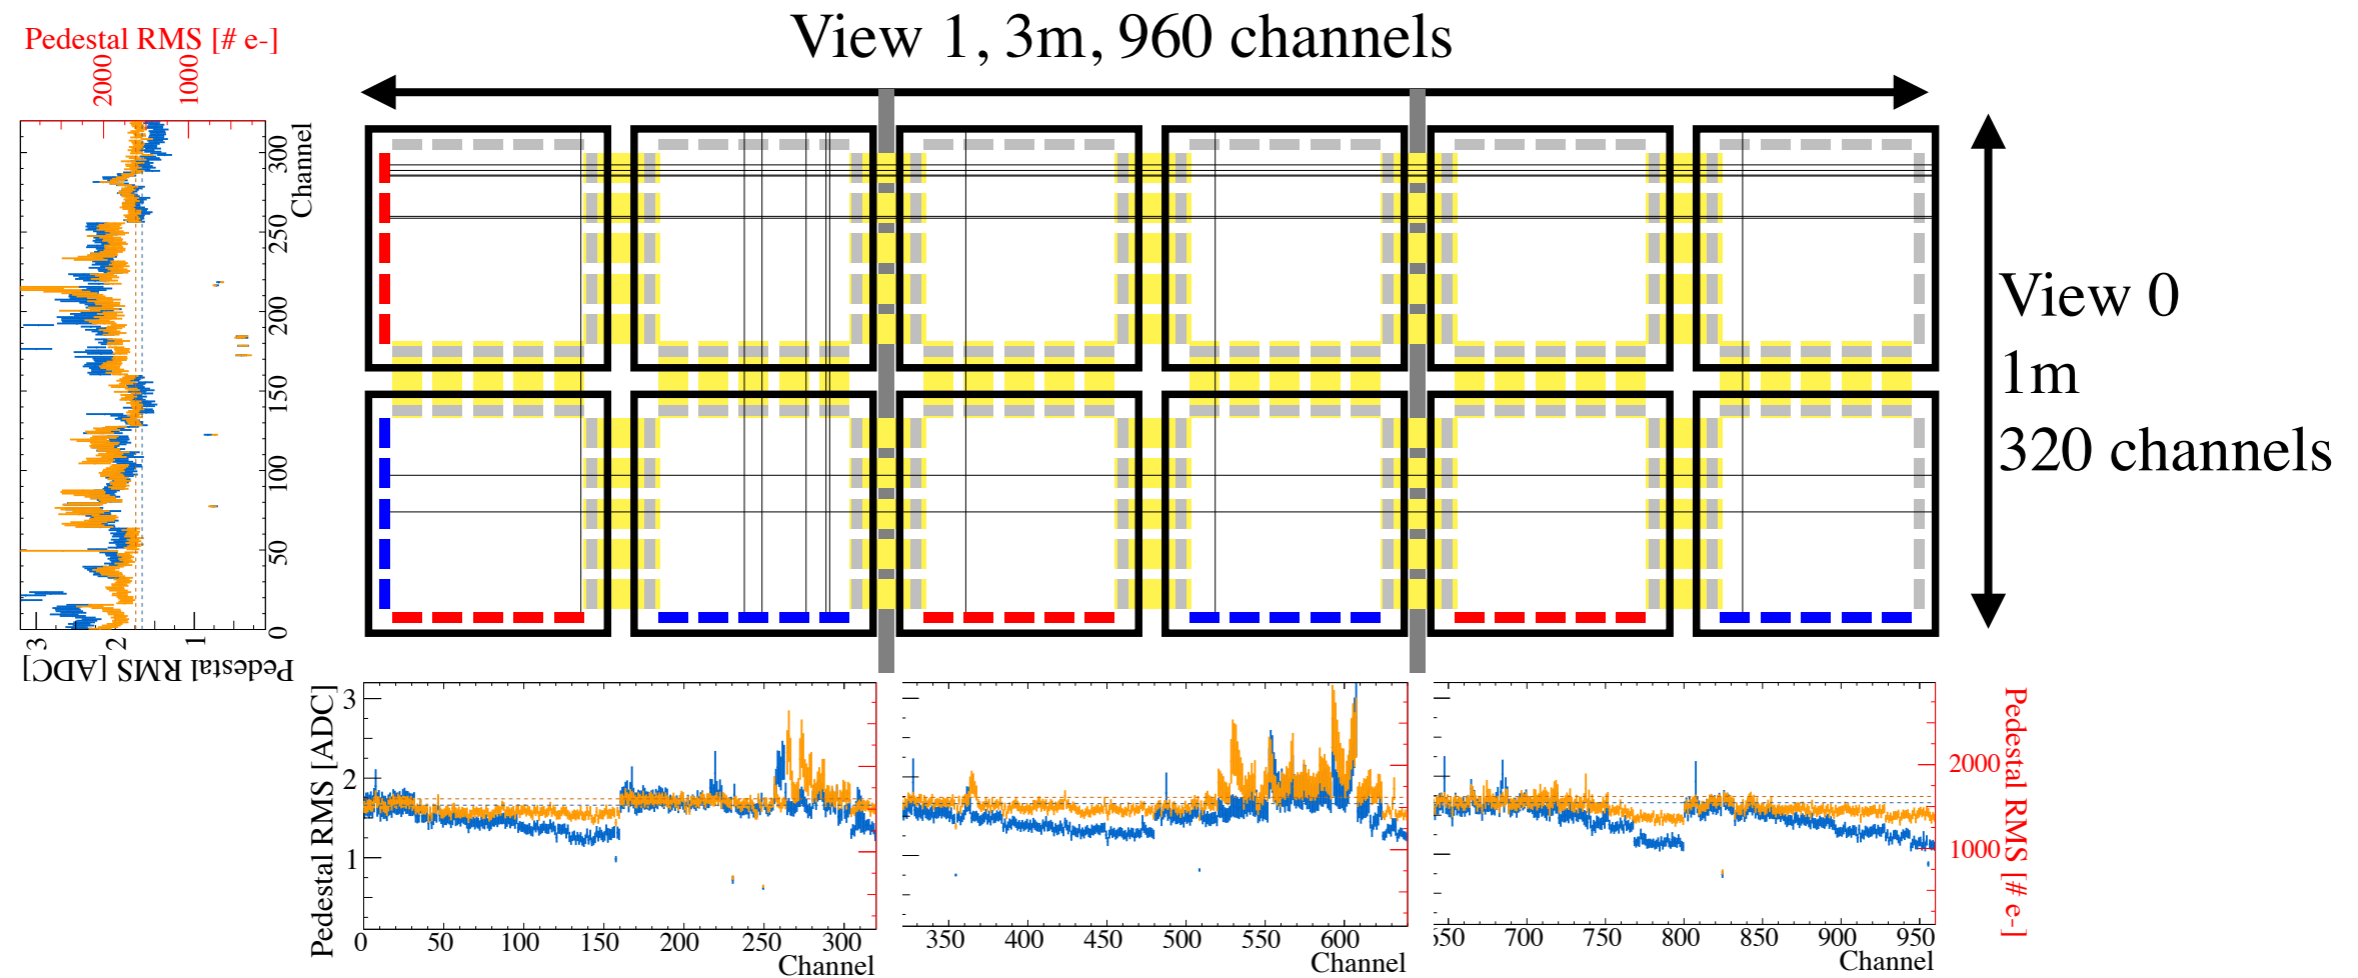 View 1, 3m, 960 channels
Pedestal RMS [# e-]
2000 1000
0 50 100 150 200 250 300
Channel
3 2 1
Pedestal RMS [ADC]
View 0
1m
320 channels
Pedestal RMS [ADC]
3
2
1
0 50 100 150 200 250 300
Channel
350 400 450 500 550 600
Channel
700 750 800 850 900 950
Channel
2000
1000
Pedestal RMS [# e-]